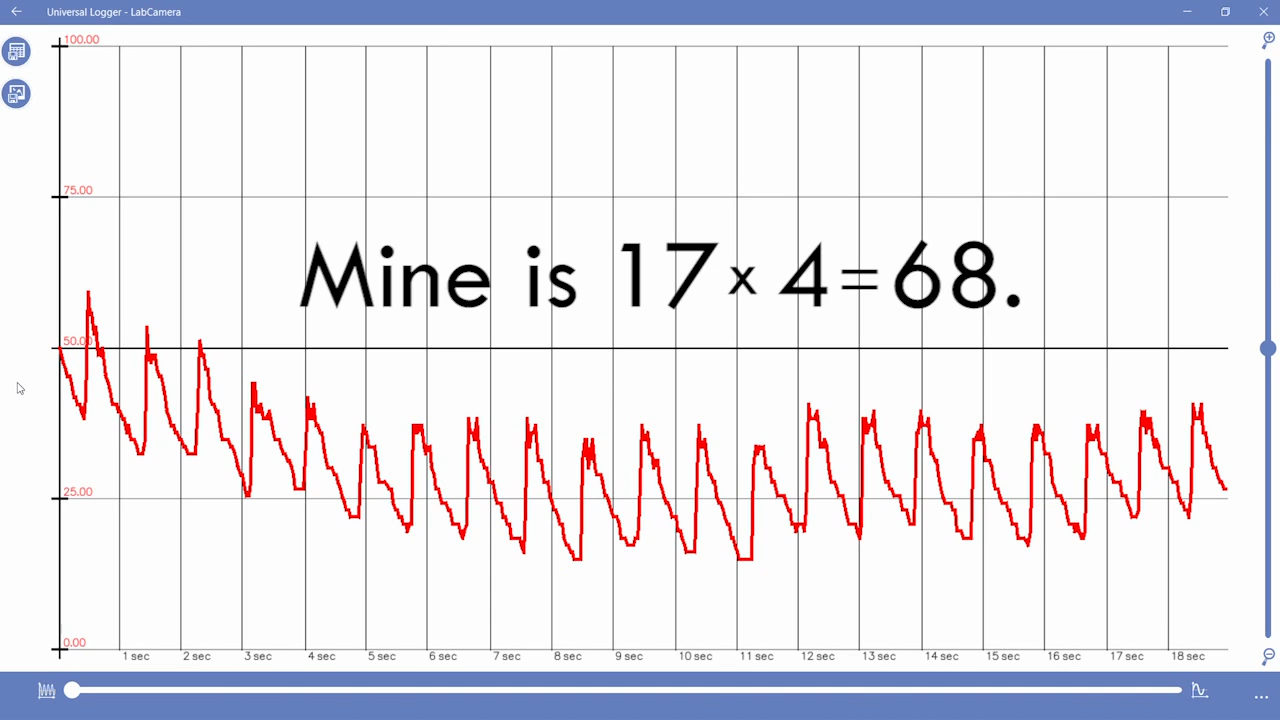 Universal Logger - LabCamera
100.00
75.00
Mine is 17 x 4=68.
50.00
25.00
0.00
1 sec 2 sec 3 sec 4 sec 5 sec 6 sec 7 sec 8 sec 9 sec 10 sec 11 sec 12 sec 13 sec 14 sec 15 sec 16 sec 17 sec 18 sec